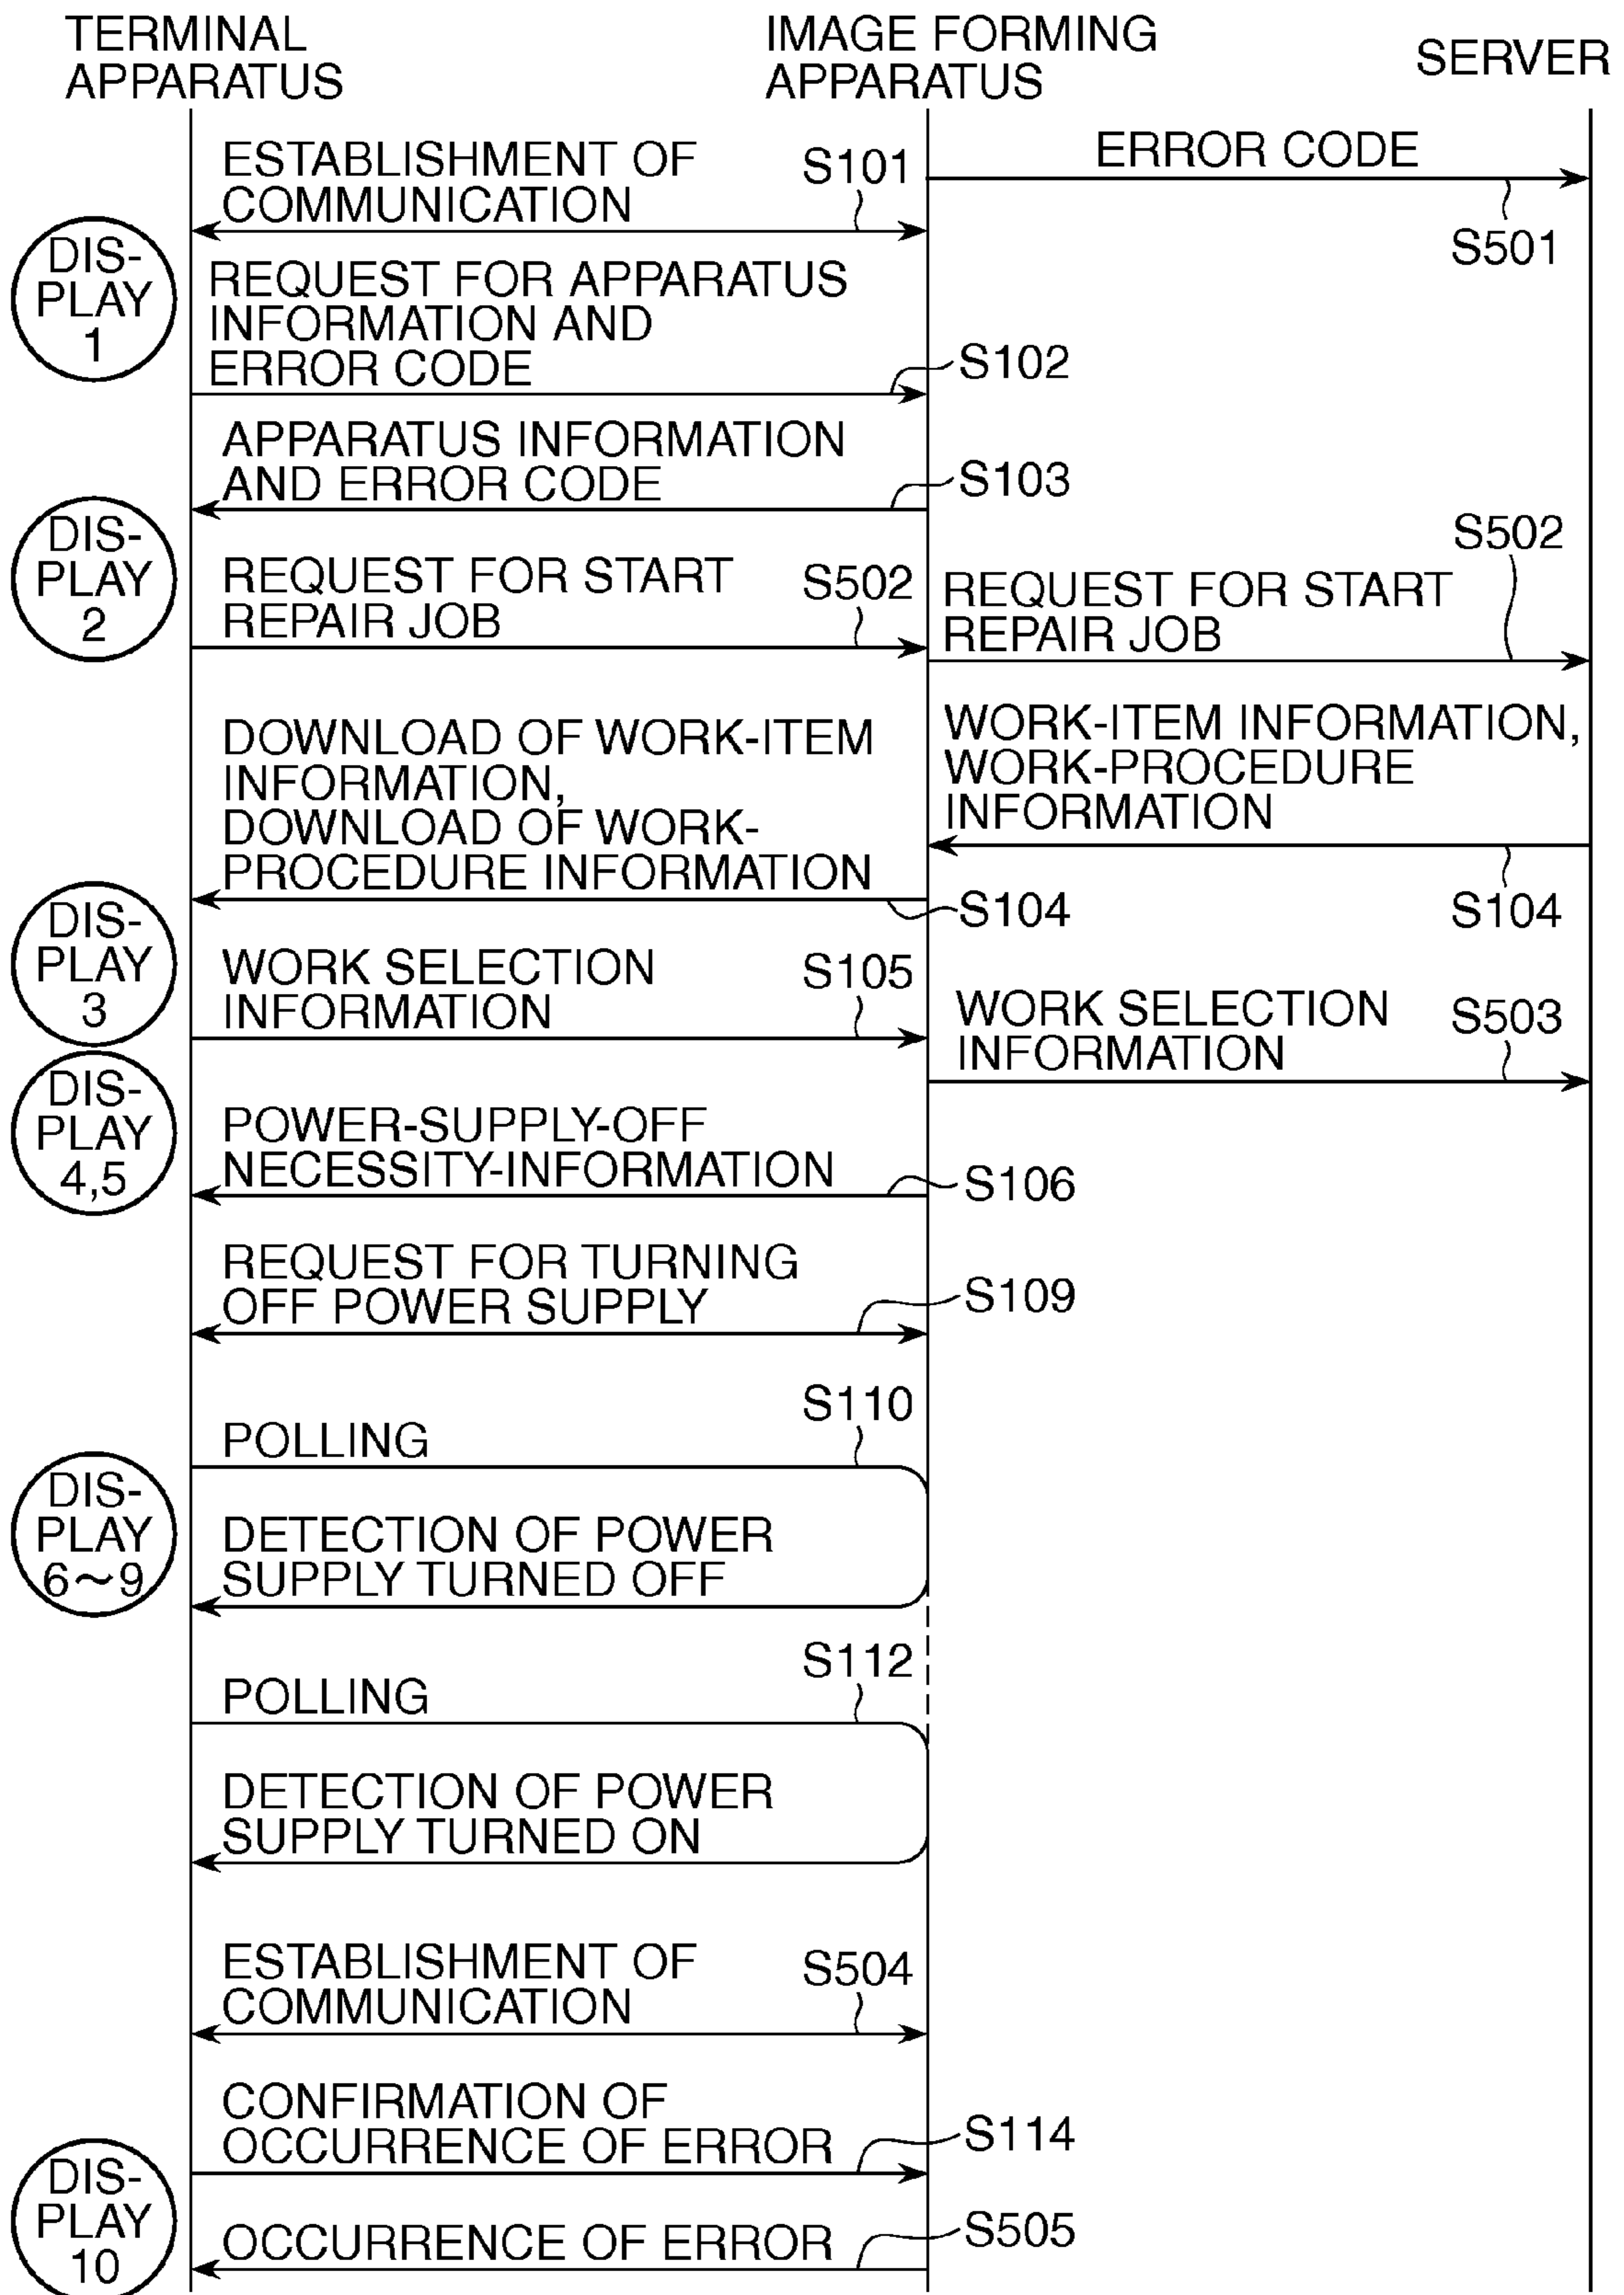 TERMINAL
APPARATUS
IMAGE FORMING
APPARATUS
SERVER
ESTABLISHMENT OF
COMMUNICATION
S101
ERROR CODE
S501
DIS-
PLAY
1
REQUEST FOR APPARATUS
INFORMATION AND
ERROR CODE
S102
APPARATUS INFORMATION
AND ERROR CODE
S103
DIS-
PLAY
2
REQUEST FOR START
REPAIR JOB
S502
REQUEST FOR START
REPAIR JOB
S502
WORK-ITEM INFORMATION,
WORK-PROCEDURE
INFORMATION
S104
DOWNLOAD OF WORK-ITEM
INFORMATION,
DOWNLOAD OF WORK-
PROCEDURE INFORMATION
S104
DIS-
PLAY
3
WORK SELECTION
INFORMATION
S105
WORK SELECTION
INFORMATION
S503
DIS-
PLAY
4,5
POWER-SUPPLY-OFF
NECESSITY-INFORMATION
S106
REQUEST FOR TURNING
OFF POWER SUPPLY
S109
POLLING
S110
DIS-
PLAY
6~9
DETECTION OF POWER
SUPPLY TURNED OFF
POLLING
S112
DETECTION OF POWER
SUPPLY TURNED ON
ESTABLISHMENT OF
COMMUNICATION
S504
CONFIRMATION OF
OCCURRENCE OF ERROR
S114
DIS-
PLAY
10
OCCURRENCE OF ERROR
S505